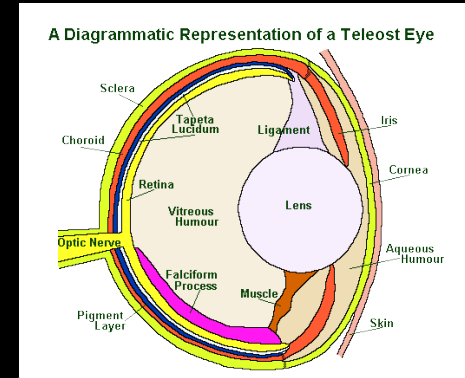 A Diagrammatic Representation of a Teleost Eye
Sclera
Tapeta
Lucidum
Ligament
Iris
Choroid
Cornea
Retina
Lens
Vitreous
Humour
Optic Nerve
Aqueous
Humour
Falciform
Process
Muscle
Pigment
Layer
Skin